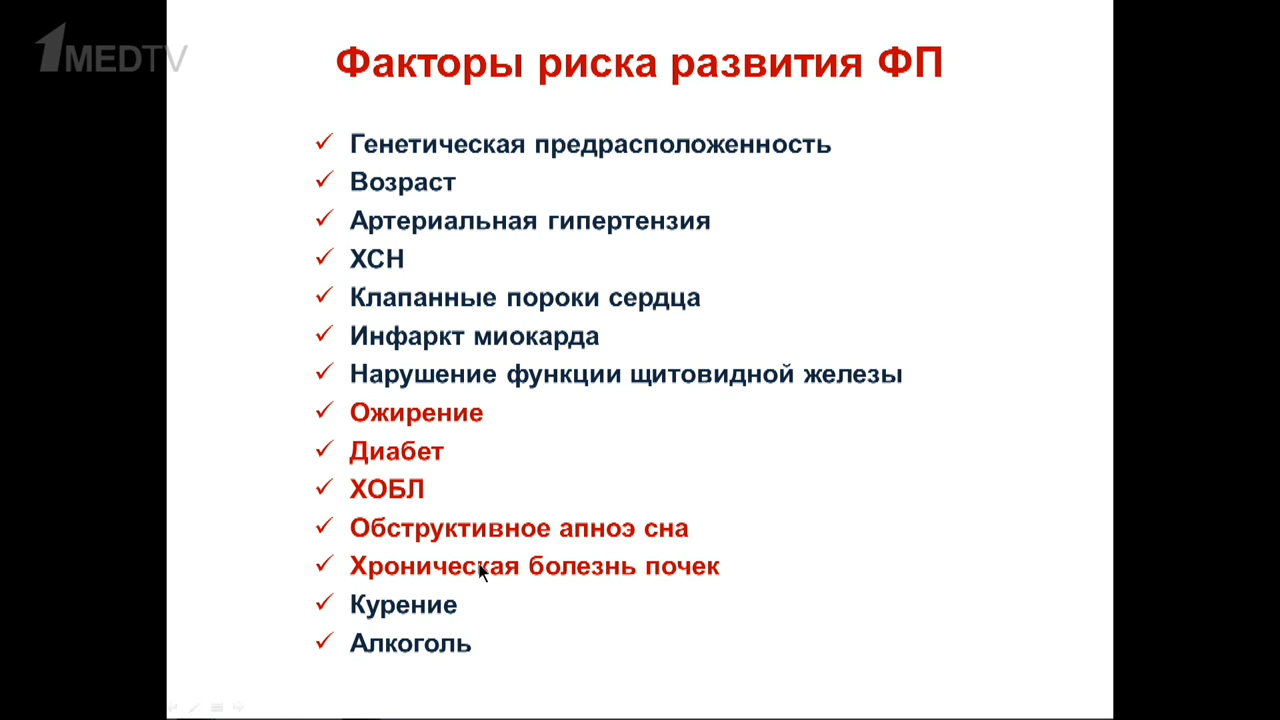 1MEDTV
Факторы риска развития ФП
Генетическая предрасположенность
Возраст
Артериальная гипертензия
ХСН
Клапанные пороки сердца
Инфаркт миокарда
Нарушение функции щитовидной железы
Ожирение
Диабет
ХОБЛ
Обструктивное апноэ сна
Хроническая болезнь почек
Курение
Алкоголь